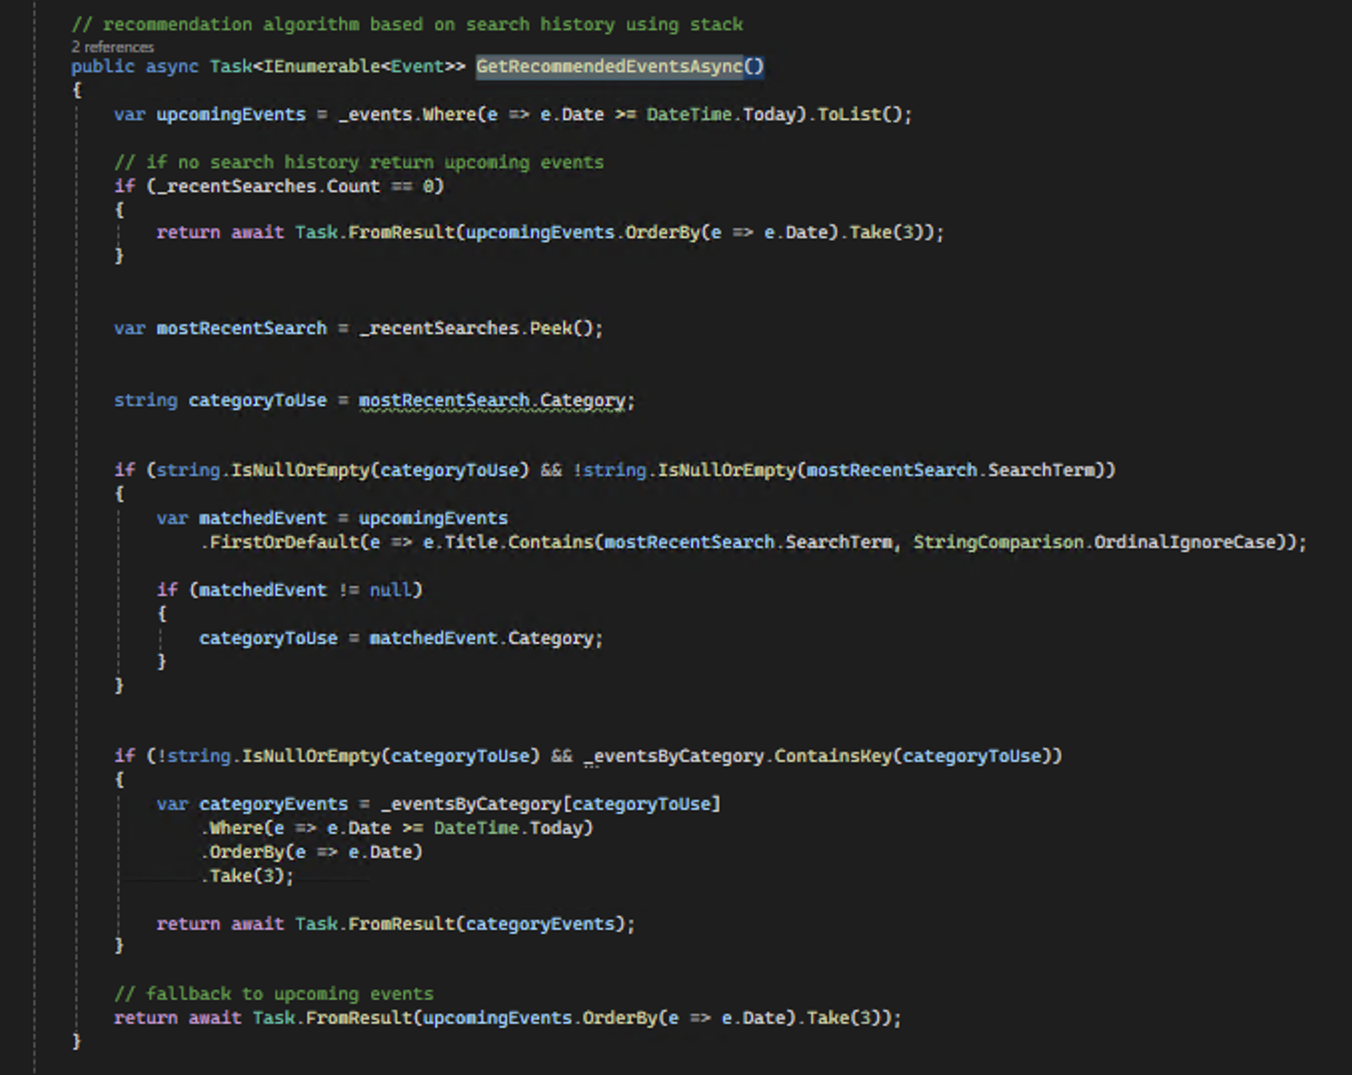 // recommendation algorithm based on search history using stack
2 references
public async Task<IEnumerable<Event>> GetRecommendedEventsAsync()
{
var upcomingEvents = _events.Where(e => e.Date >= DateTime.Today).ToList();
// if no search history return upcoming events
if (_recentSearches.Count == 0)
{
return await Task.FromResult(upcomingEvents.OrderBy(e => e.Date).Take(3));
}
var mostRecentSearch = _recentSearches.Peek();
string categoryToUse = mostRecentSearch.Category;
if (string.IsNullOrEmpty(categoryToUse) && !string.IsNullOrEmpty(mostRecentSearch.SearchTerm))
{
var matchedEvent = upcomingEvents
.FirstOrDefault(e => e.Title.Contains(mostRecentSearch.SearchTerm, StringComparison.OrdinalIgnoreCase));
if (matchedEvent != null)
{
categoryToUse = matchedEvent.Category;
}
}
if (!string.IsNullOrEmpty(categoryToUse) && _eventsByCategory.ContainsKey(categoryToUse))
{
var categoryEvents = _eventsByCategory[categoryToUse]
.Where(e => e.Date >= DateTime.Today)
.OrderBy(e => e.Date)
.Take(3);
return await Task.FromResult(categoryEvents);
}
// fallback to upcoming events
return await Task.FromResult(upcomingEvents.OrderBy(e => e.Date).Take(3));
}